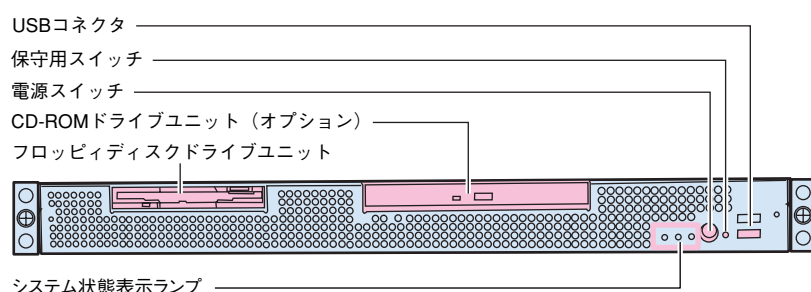 USBコネクタ
保守用スイッチ
電源スイッチ
CD-ROMドライブユニット（オプション）
フロッピィディスクドライブユニット
システム状態表示ランプ